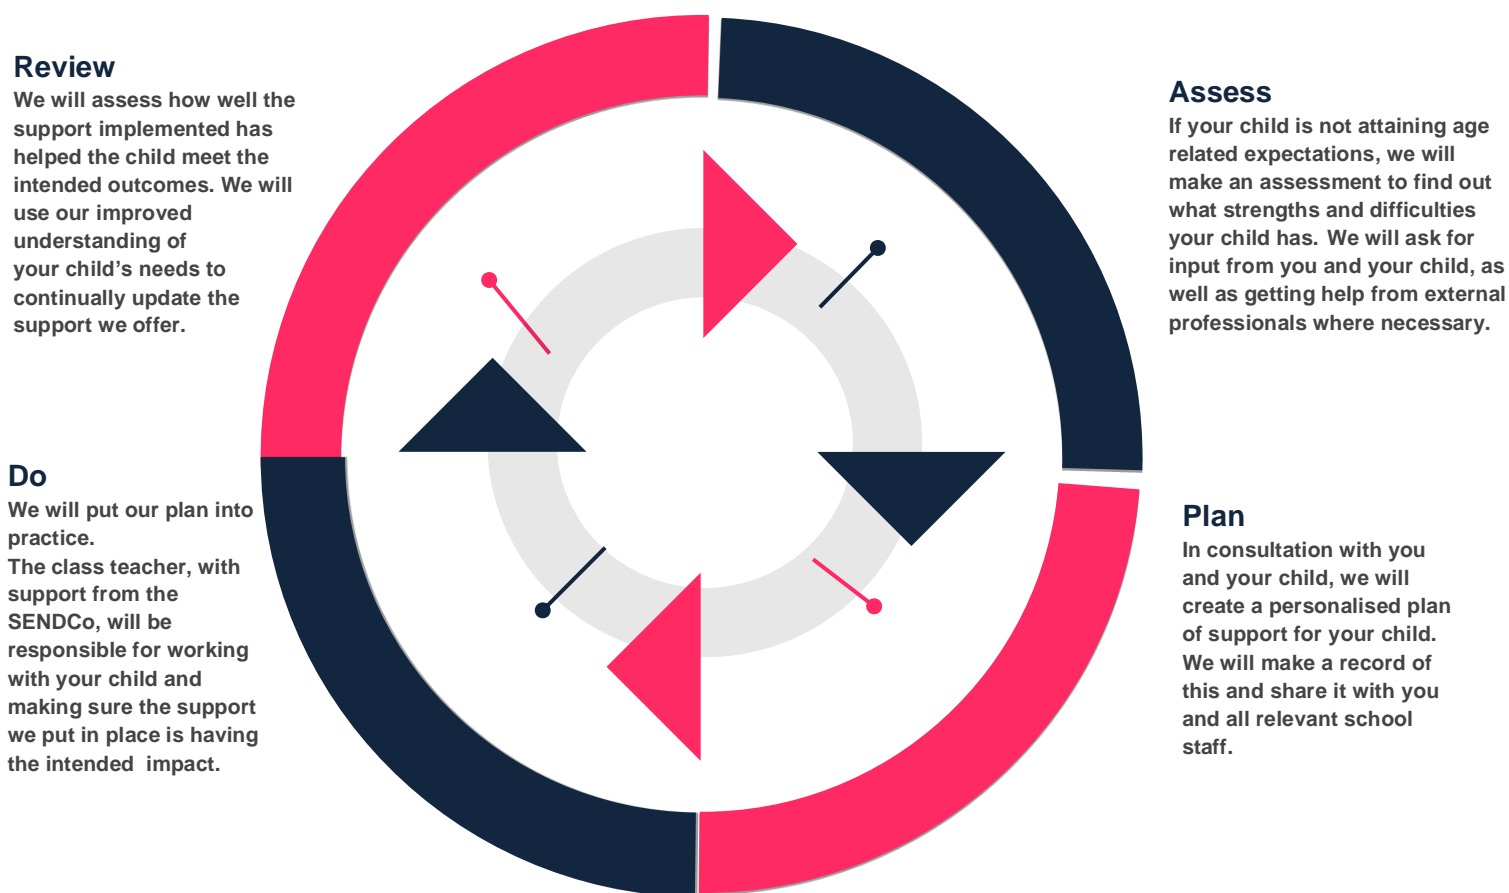 Review
We will assess how well the
support implemented has
helped the child meet the
intended outcomes. We will
use our improved
understanding of
your child’s needs to
continually update the
support we offer.
Assess
If your child is not attaining age
related expectations, we will
make an assessment to find out
what strengths and difficulties
your child has. We will ask for
input from you and your child, as
well as getting help from external
professionals where necessary.
Do
We will put our plan into
practice.
The class teacher, with
support from the
SENDCo, will be
responsible for working
with your child and
making sure the support
we put in place is having
the intended impact.
Plan
In consultation with you
and your child, we will
create a personalised plan
of support for your child.
We will make a record of
this and share it with you
and all relevant school
staff.